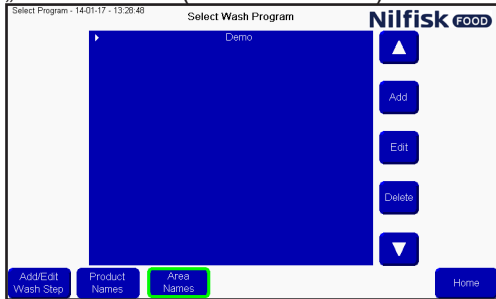 Select Program - 14-01-17 - 13:28:48
Select Wash Program
Nilfisk FOOD
Demo
Add
Edit
Delete
Add/Edit
Wash Step
Product
Names
Area
Names
Home